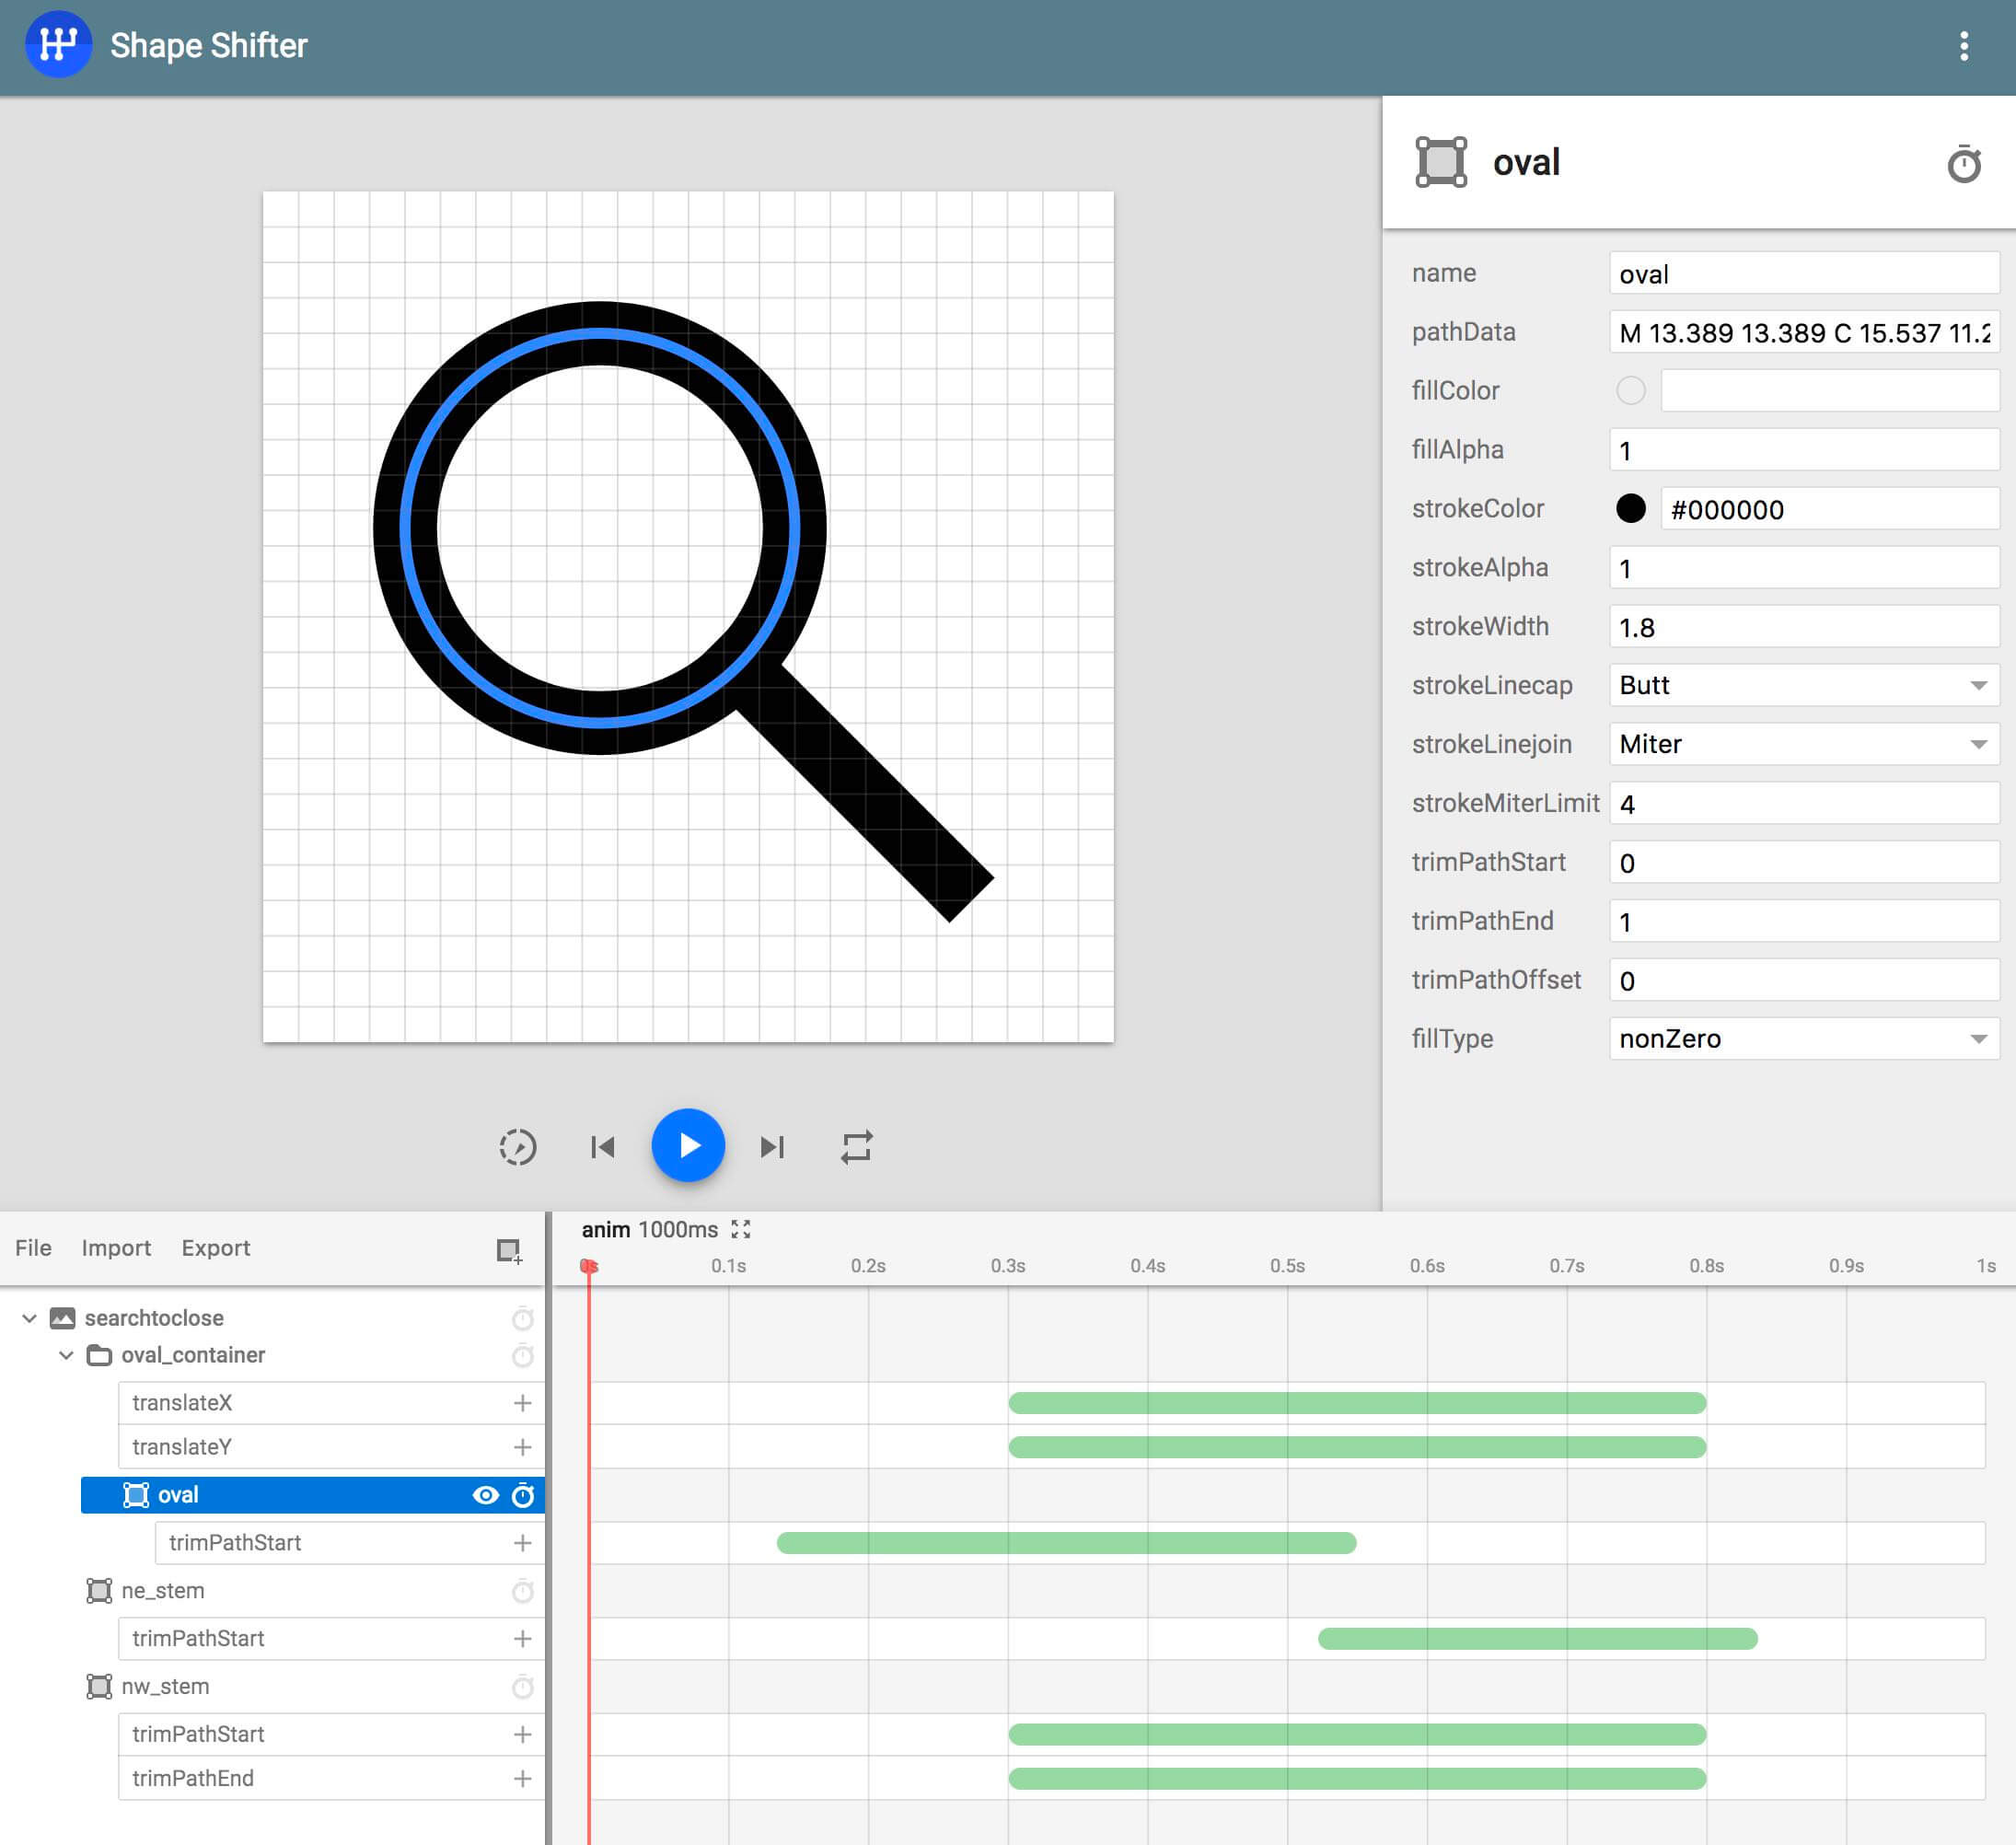 Shape Shifter
oval
name oval
pathData M 13.389 13.389 C 15.537 11.2
fillColor
fillAlpha 1
strokeColor #000000
strokeAlpha 1
strokeWidth 1.8
strokeLinecap Butt
strokeLinejoin Miter
strokeMiterLimit 4
trimPathStart 0
trimPathEnd 1
trimPathOffset 0
fillType nonZero
File Import Export
anim 1000ms
0s 0.1s 0.2s 0.3s 0.4s 0.5s 0.6s 0.7s 0.8s 0.9s 1s
searchtoclose
oval_container
translateX
translateY
oval
trimPathStart
ne_stem
trimPathStart
nw_stem
trimPathStart
trimPathEnd